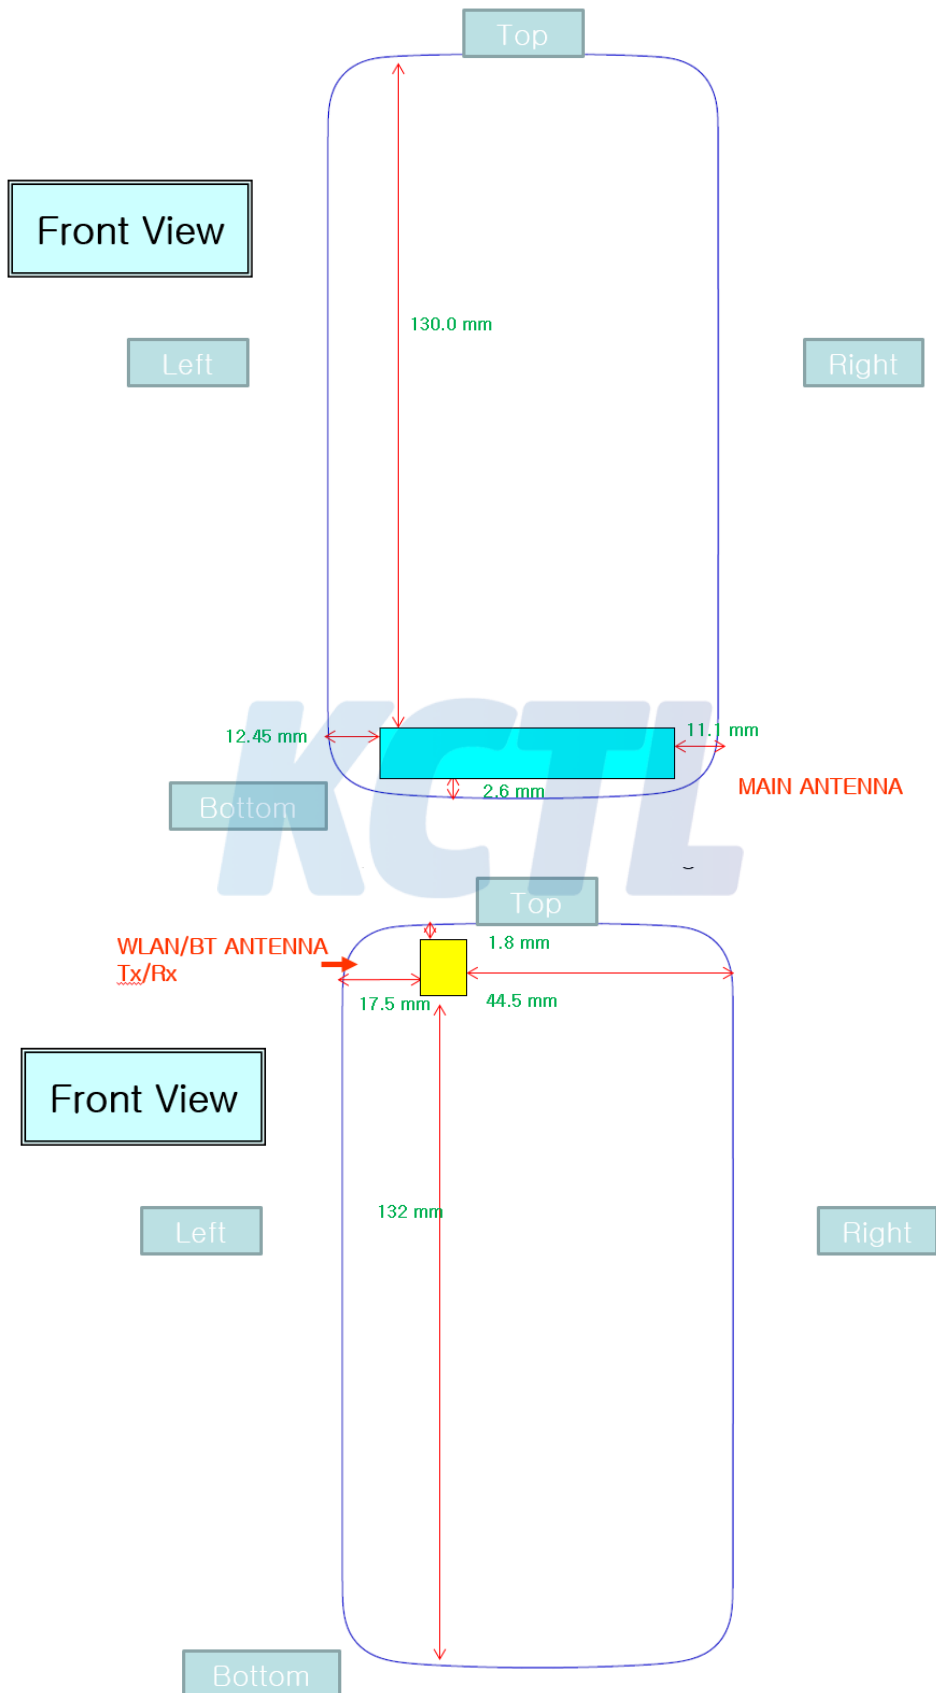 Top
Front View
130.0 mm
Left
Right
12.45 mm
11.1 mm
2.6 mm
MAIN ANTENNA
Bottom
KCTL
Top
WLAN/BT ANTENNA
Tx/Rx
1.8 mm
17.5 mm
44.5 mm
Front View
132 mm
Left
Right
Bottom